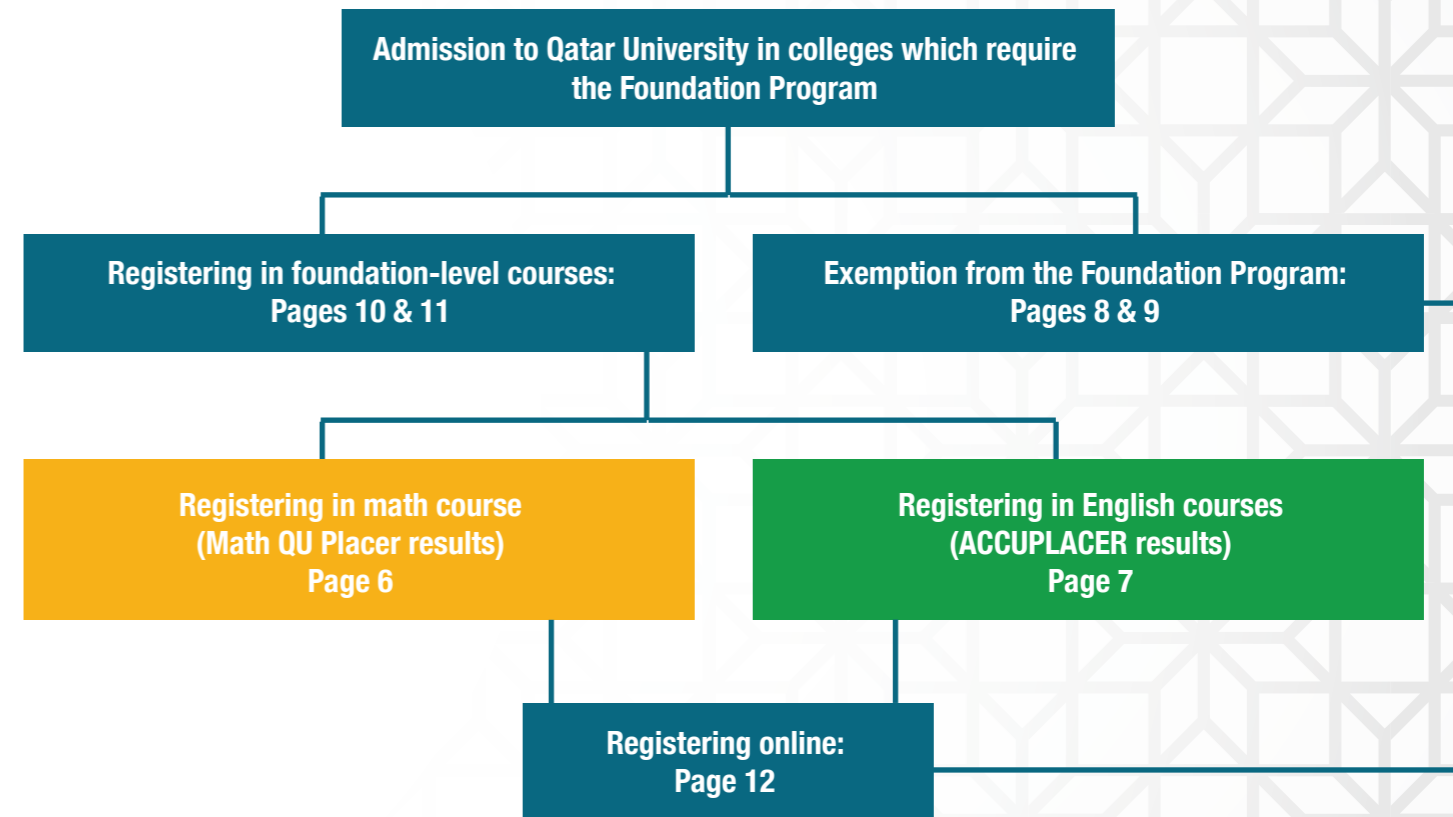 Admission to Qatar University in colleges which require
the Foundation Program
Registering in foundation-level courses:
Pages 10 & 11
Exemption from the Foundation Program:
Pages 8 & 9
Registering in math course
(Math QU Placer results)
Page 6
Registering in English courses
(ACCUPLACER results)
Page 7
Registering online:
Page 12